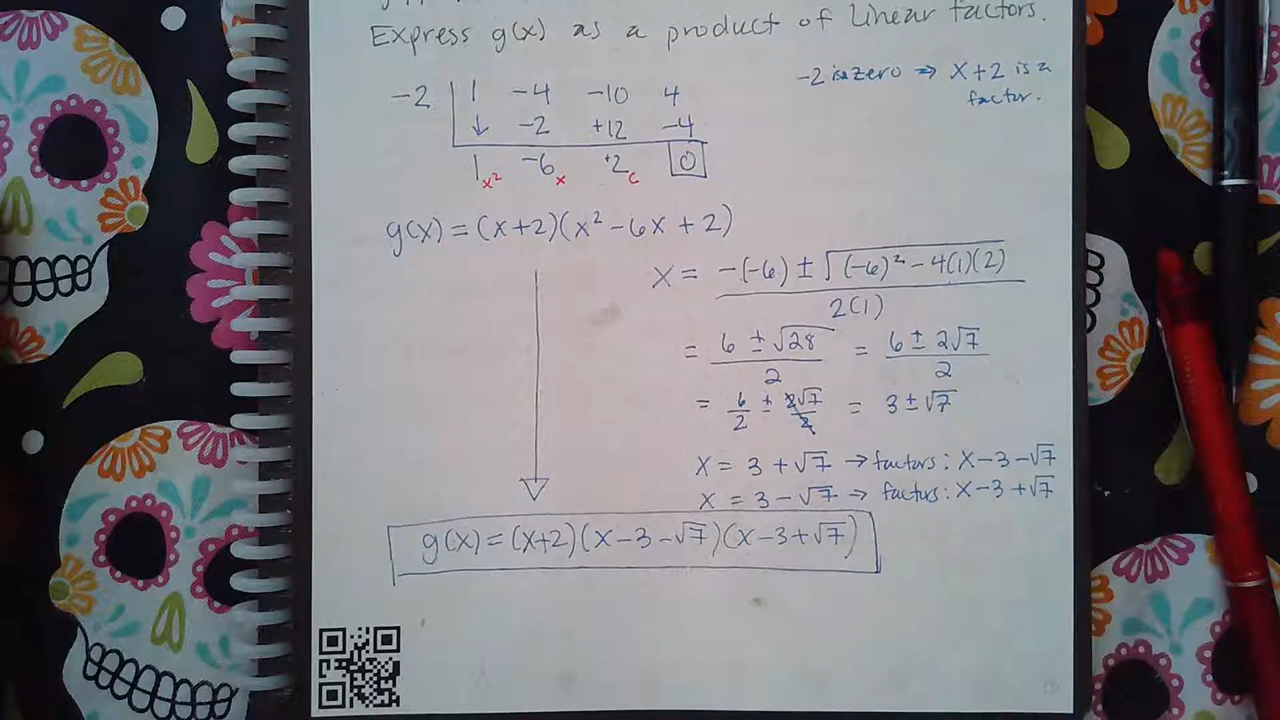 Express g(x) as a product of linear factors.
-2 is a zero ⇒ x+2 is a
factor.
-2 | 1 -4 -10 4
↓ -2 +12 -4
1 -6 +2 0
x² x c
g(x) = (x+2)(x² - 6x + 2)
x = -(-6) ± √(-6)² - 4(1)(2)
2(1)
= 6 ± √28 = 6 ± 2√7
2 2
= 6/2 ± 2√7/2 = 3 ± √7
x = 3 + √7 → factors: x-3-√7
x = 3 - √7 → factors: x-3+√7
g(x) = (x+2)(x-3-√7)(x-3+√7)